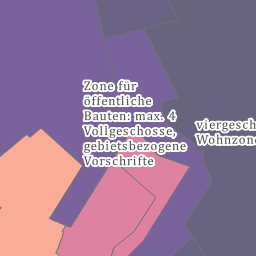 Zone für
öffentliche
Bauten: max. 4
Vollgeschosse,
gebietsbezogene
Vorschrifte
viergesch
Wohnzon